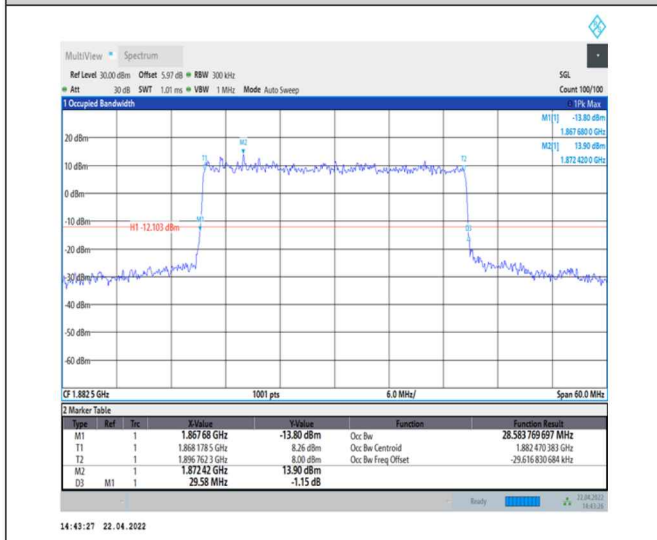 MultiView Spectrum
Ref Level 30.00 dBm Offset 5.97 dB RBW 300 kHz SGL
Att 30 dB SWT 1.01 ms VBW 1 MHz Mode Auto Sweep Count 100/100
1 Occupied Bandwidth 1Pk Max
M1[1] -13.80 dBm
1.867 680 0 GHz
M2[1] 13.90 dBm
1.872 420 0 GHz
20 dBm
M2
T1
T2
10 dBm
0 dBm
-10 dBm
M1
H1 -12.103 dBm
D3
-20 dBm
-30 dBm
-40 dBm
-50 dBm
-60 dBm
CF 1.882 5 GHz 1001 pts 6.0 MHz/ Span 60.0 MHz
2 Marker Table
Type Ref Trc X-Value Y-Value Function Function Result
M1 1 1.867 68 GHz -13.80 dBm Occ Bw 28.583 769 697 MHz
T1 1 1.868 178 5 GHz 8.26 dBm Occ Bw Centroid 1.882 470 383 GHz
T2 1 1.896 762 3 GHz 8.00 dBm Occ Bw Freq Offset -29.616 830 684 kHz
M2 1 1.872 42 GHz 13.90 dBm
D3 M1 1 29.58 MHz -1.15 dB
Ready 22.04.2022
14:43:26
14:43:27 22.04.2022